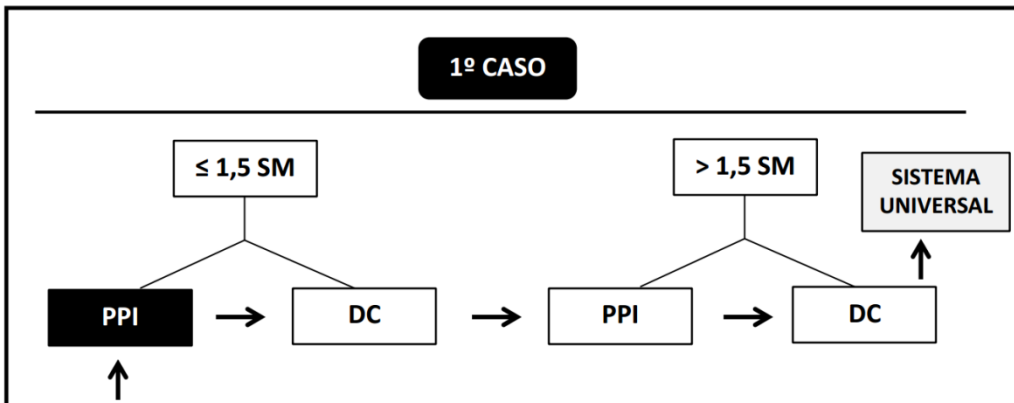 1º CASO
≤ 1,5 SM
> 1,5 SM
SISTEMA
UNIVERSAL
PPI
DC
PPI
DC